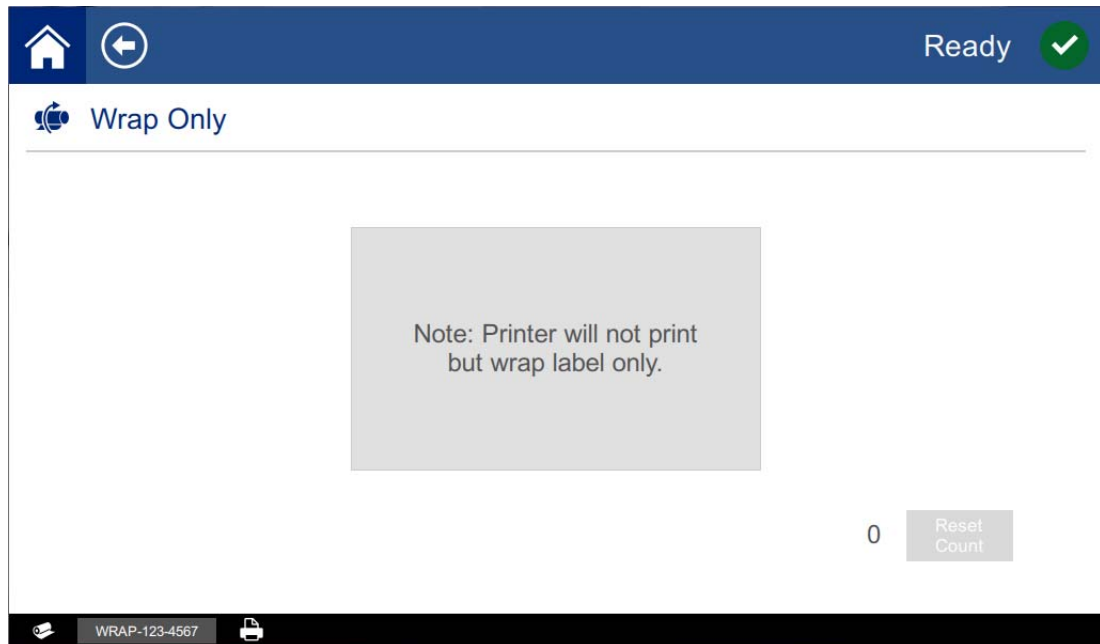 Ready
Wrap Only
Note: Printer will not print
but wrap label only.
0
Reset
Count
WRAP-123-4567